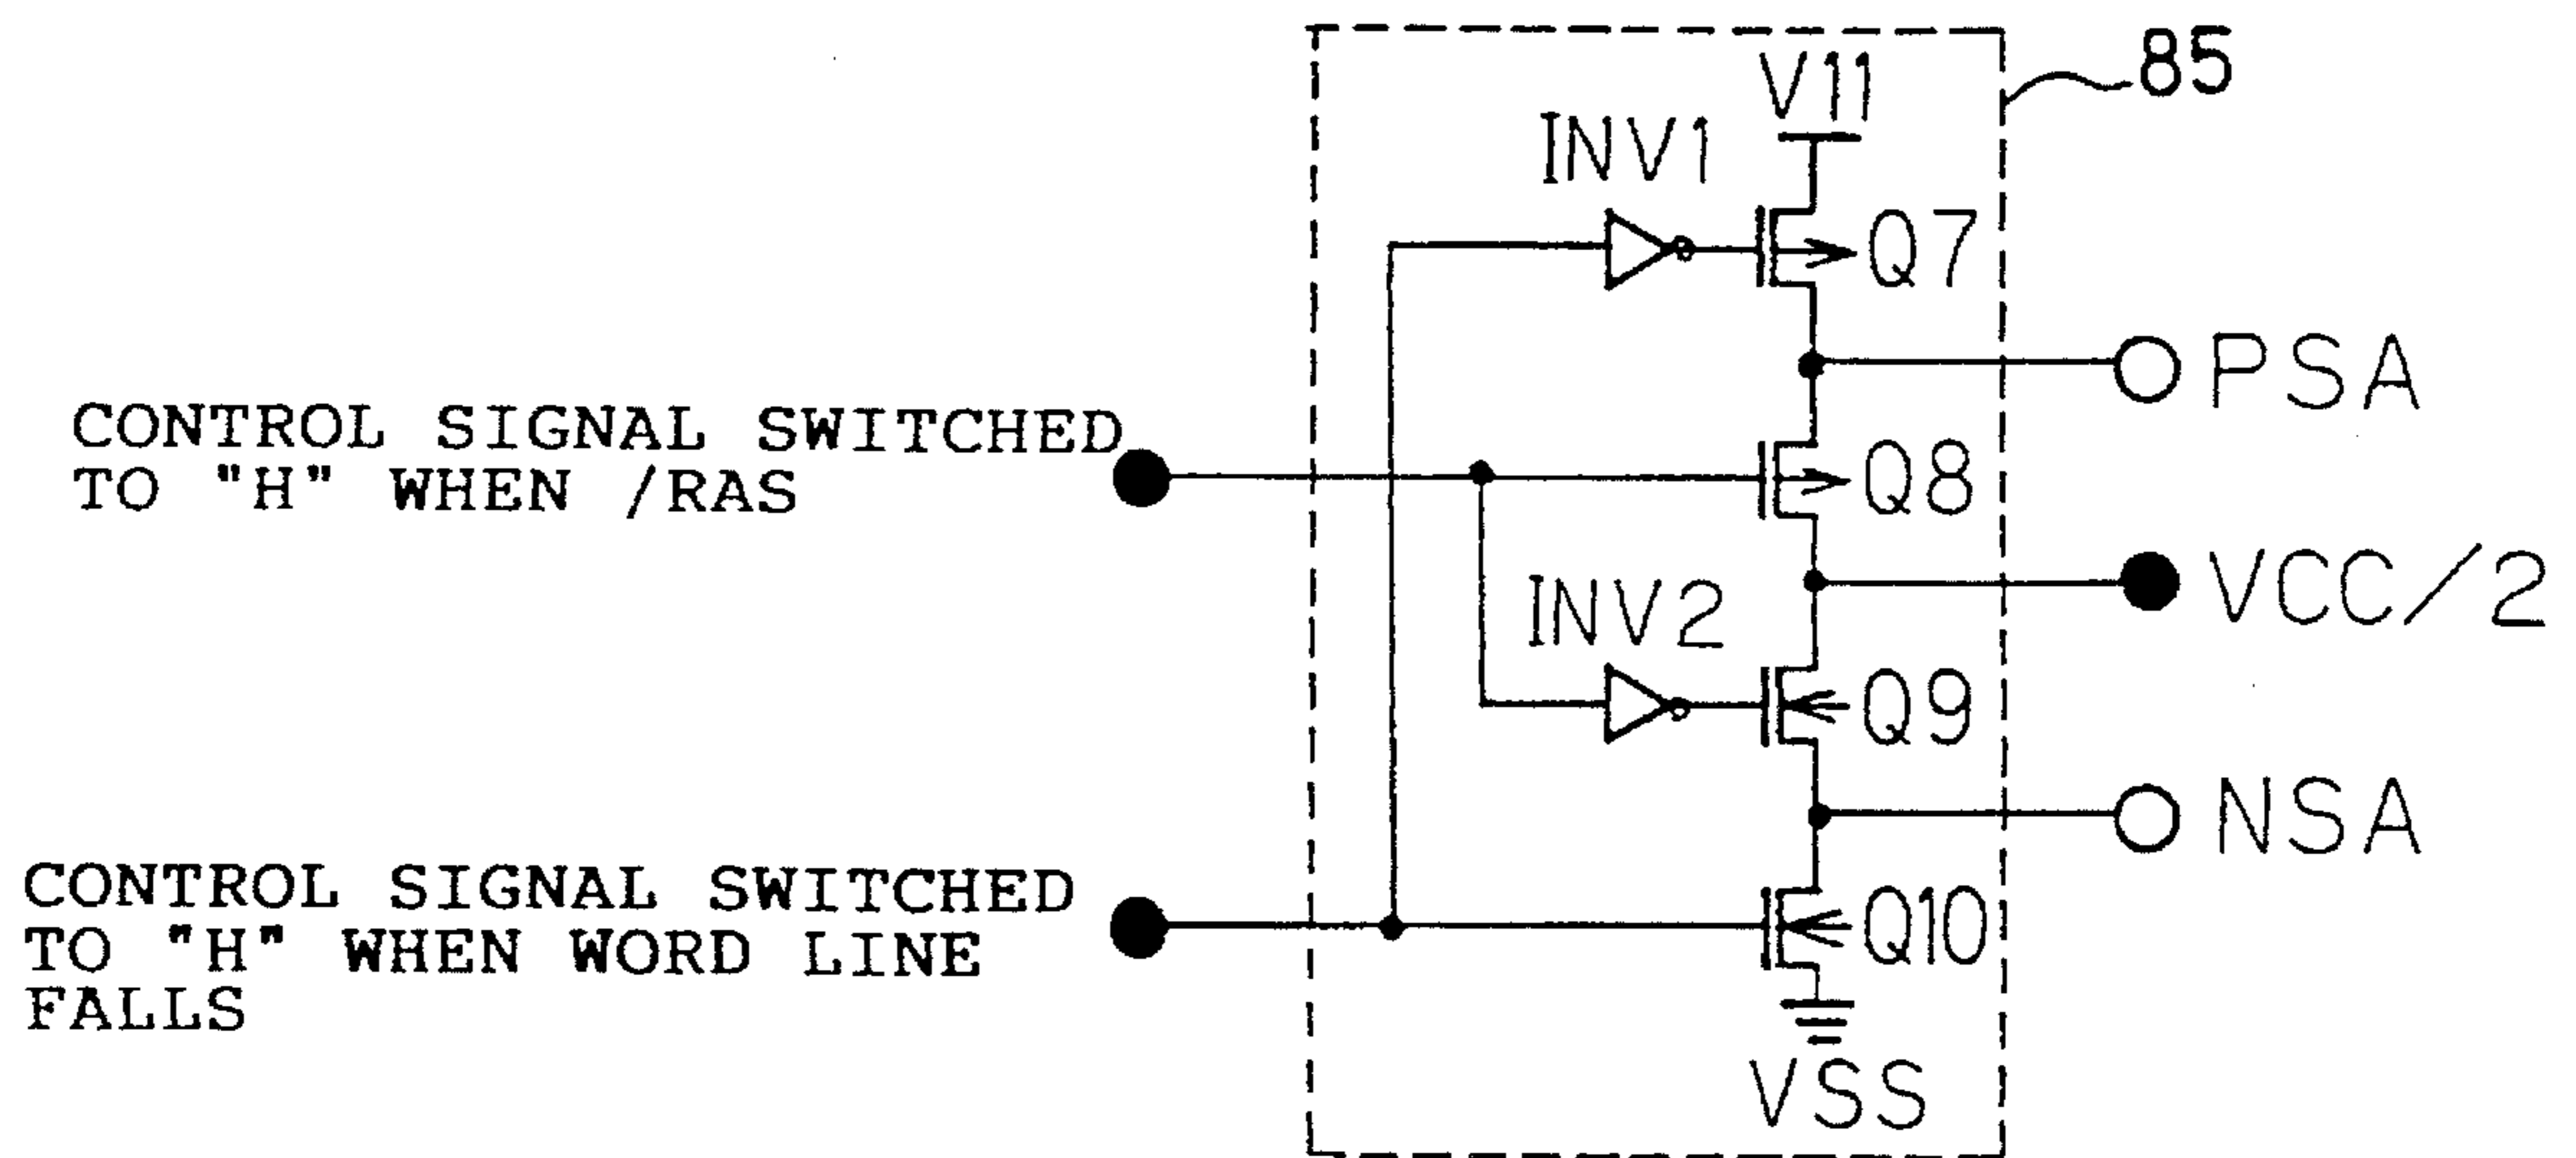 85
V11
INV1
Q7
PSA
CONTROL SIGNAL SWITCHED
TO "H" WHEN /RAS
Q8
VCC/2
INV2
Q9
NSA
CONTROL SIGNAL SWITCHED
TO "H" WHEN WORD LINE
FALLS
Q10
VSS